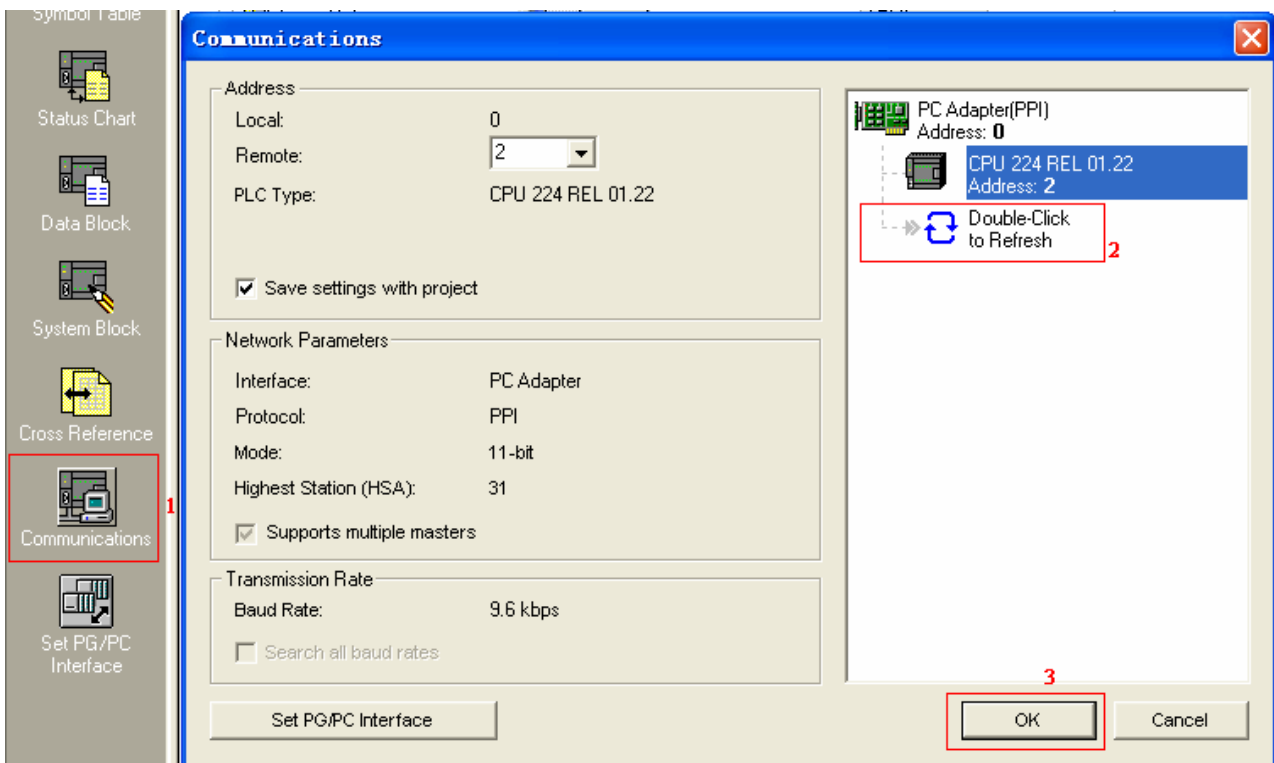 Symbol Table
Status Chart
Data Block
System Block
Cross Reference
Communications
1
Set PG/PC
Interface
Communications
Address
Local: 0
Remote: 2
PLC Type: CPU 224 REL 01.22
Save settings with project
Network Parameters
Interface: PC Adapter
Protocol: PPI
Mode: 11-bit
Highest Station (HSA): 31
Supports multiple masters
Transmission Rate
Baud Rate: 9.6 kbps
Search all baud rates
Set PG/PC Interface
PC Adapter(PPI)
Address: 0
CPU 224 REL 01.22
Address: 2
Double-Click
to Refresh
2
3
OK
Cancel